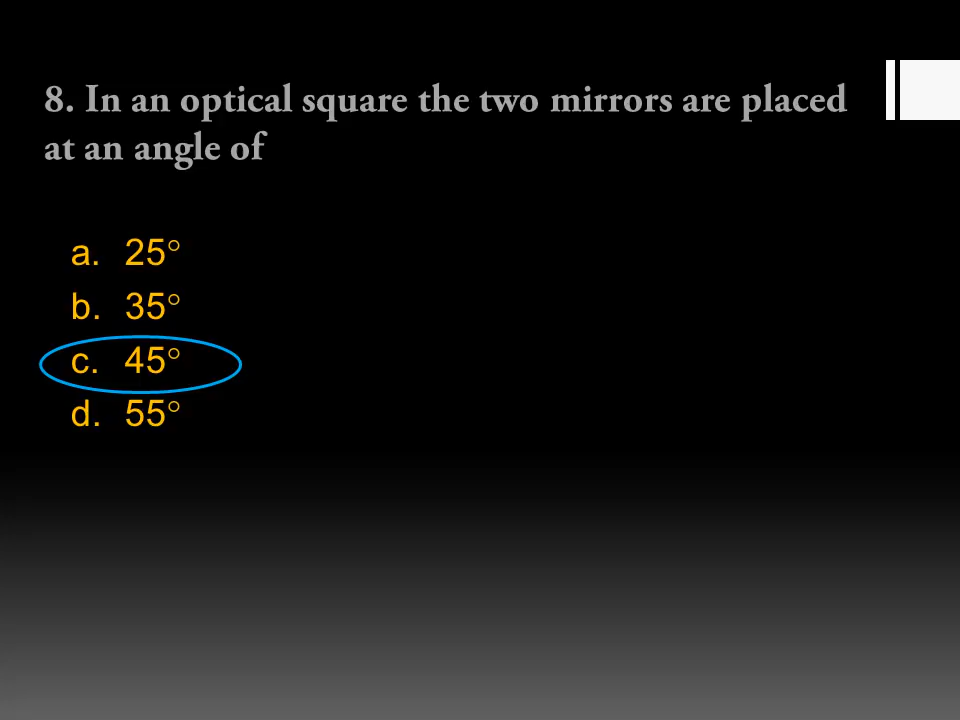 8. In an optical square the two mirrors are placed
at an angle of
a. 25°
b. 35°
c. 45°
d. 55°